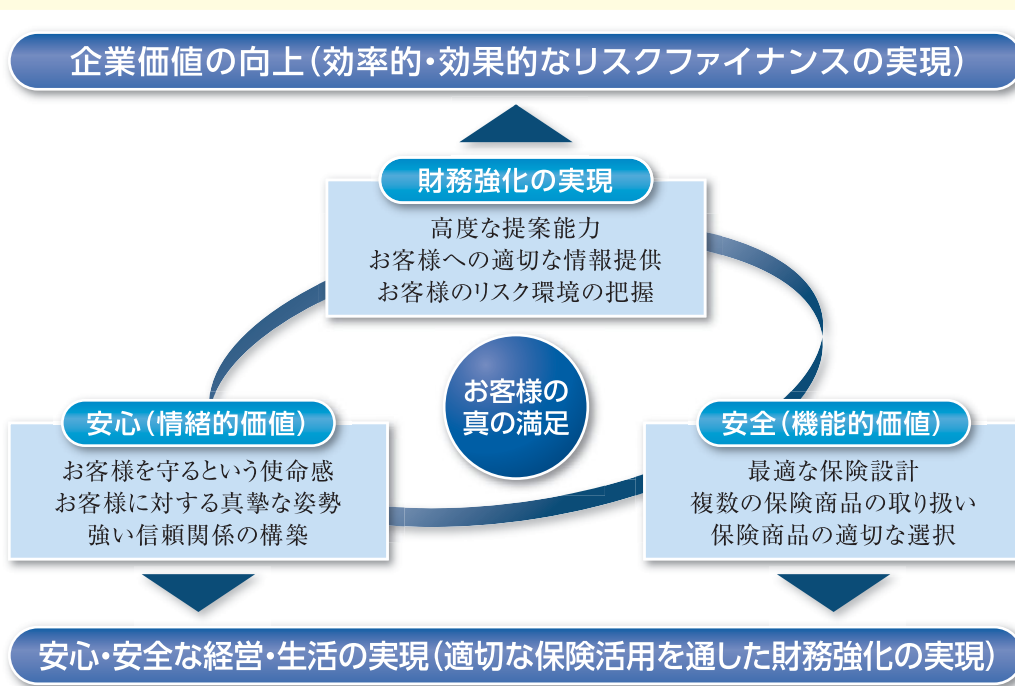 企業価値の向上(効率的・効果的なリスクファイナンスの実現)
財務強化の実現
高度な提案能力
お客様への適切な情報提供
お客様のリスク環境の把握
お客様の
真の満足
安心(情緒的価値)
お客様を守るという使命感
お客様に対する真摯な姿勢
強い信頼関係の構築
安全(機能的価値)
最適な保険設計
複数の保険商品の取り扱い
保険商品の適切な選択
安心・安全な経営・生活の実現(適切な保険活用を通した財務強化の実現)